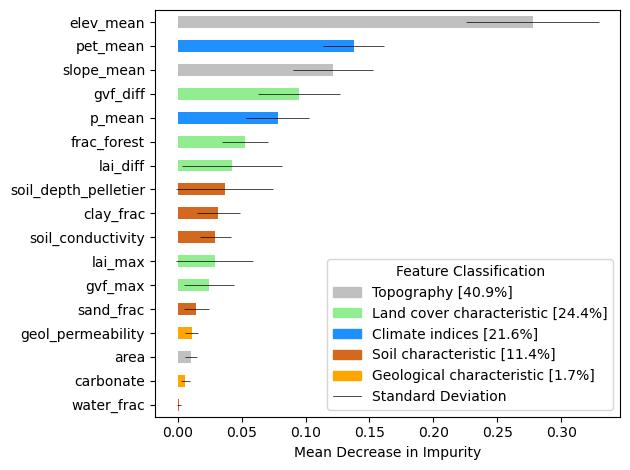 elev_mean
pet_mean
slope_mean
gvf_diff
p_mean
frac_forest
lai_diff
soil_depth_pelletier
clay_frac
soil_conductivity
lai_max
gvf_max
sand_frac
geol_permeability
area
carbonate
water_frac
Feature Classification
Topography [40.9%]
Land cover characteristic [24.4%]
Climate indices [21.6%]
Soil characteristic [11.4%]
Geological characteristic [1.7%]
Standard Deviation
0.00 0.05 0.10 0.15 0.20 0.25 0.30
Mean Decrease in Impurity